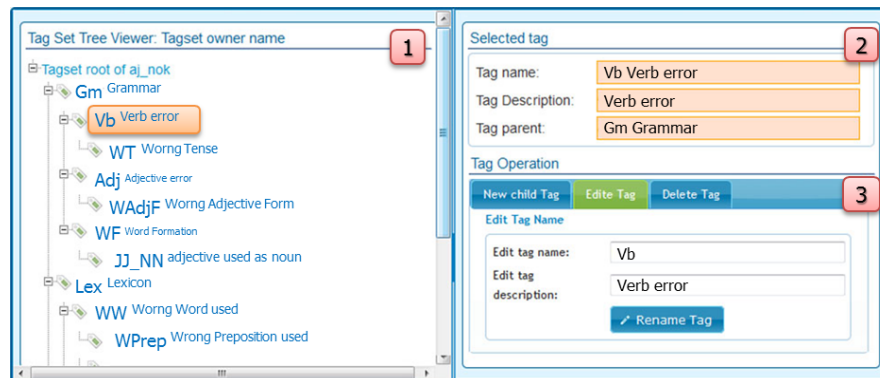 Tag Set Tree Viewer: Tagset owner name
1
Tagset root of aj_nok
Gm Grammar
Vb Verb error
WT Worng Tense
Adj Adjective error
WAdjF Worng Adjective Form
WF Word Formation
JJ_NN adjective used as noun
Lex Lexicon
WW Worng Word used
WPrep Wrong Preposition used
Selected tag
2
Tag name: Vb Verb error
Tag Description: Verb error
Tag parent: Gm Grammar
Tag Operation
3
New child Tag Edite Tag Delete Tag
Edit Tag Name
Edit tag name: Vb
Edit tag
description: Verb error
Rename Tag